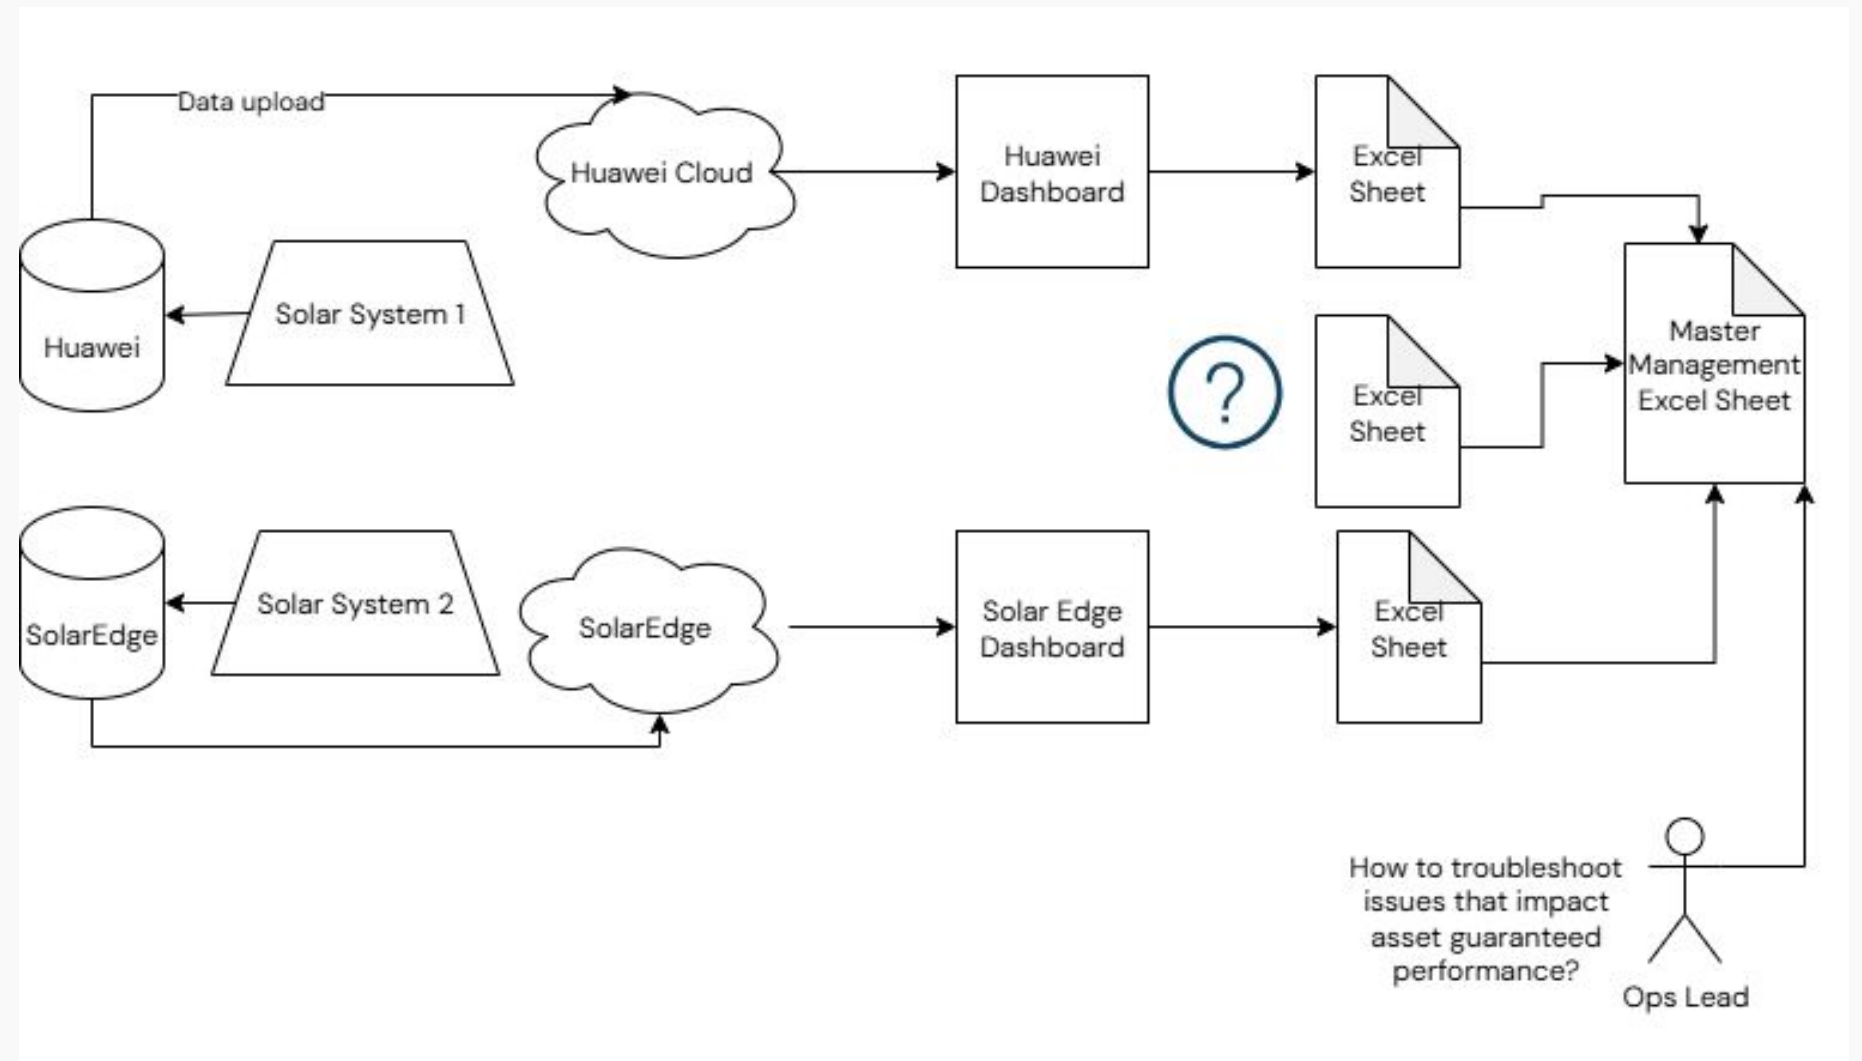 Data upload
Huawei Cloud
Huawei
Dashboard
Excel
Sheet
Huawei
Solar System 1
?
Excel
Sheet
Master
Management
Excel Sheet
SolarEdge
Solar System 2
SolarEdge
Solar Edge
Dashboard
Excel
Sheet
How to troubleshoot
issues that impact
asset guaranteed
performance?
Ops Lead